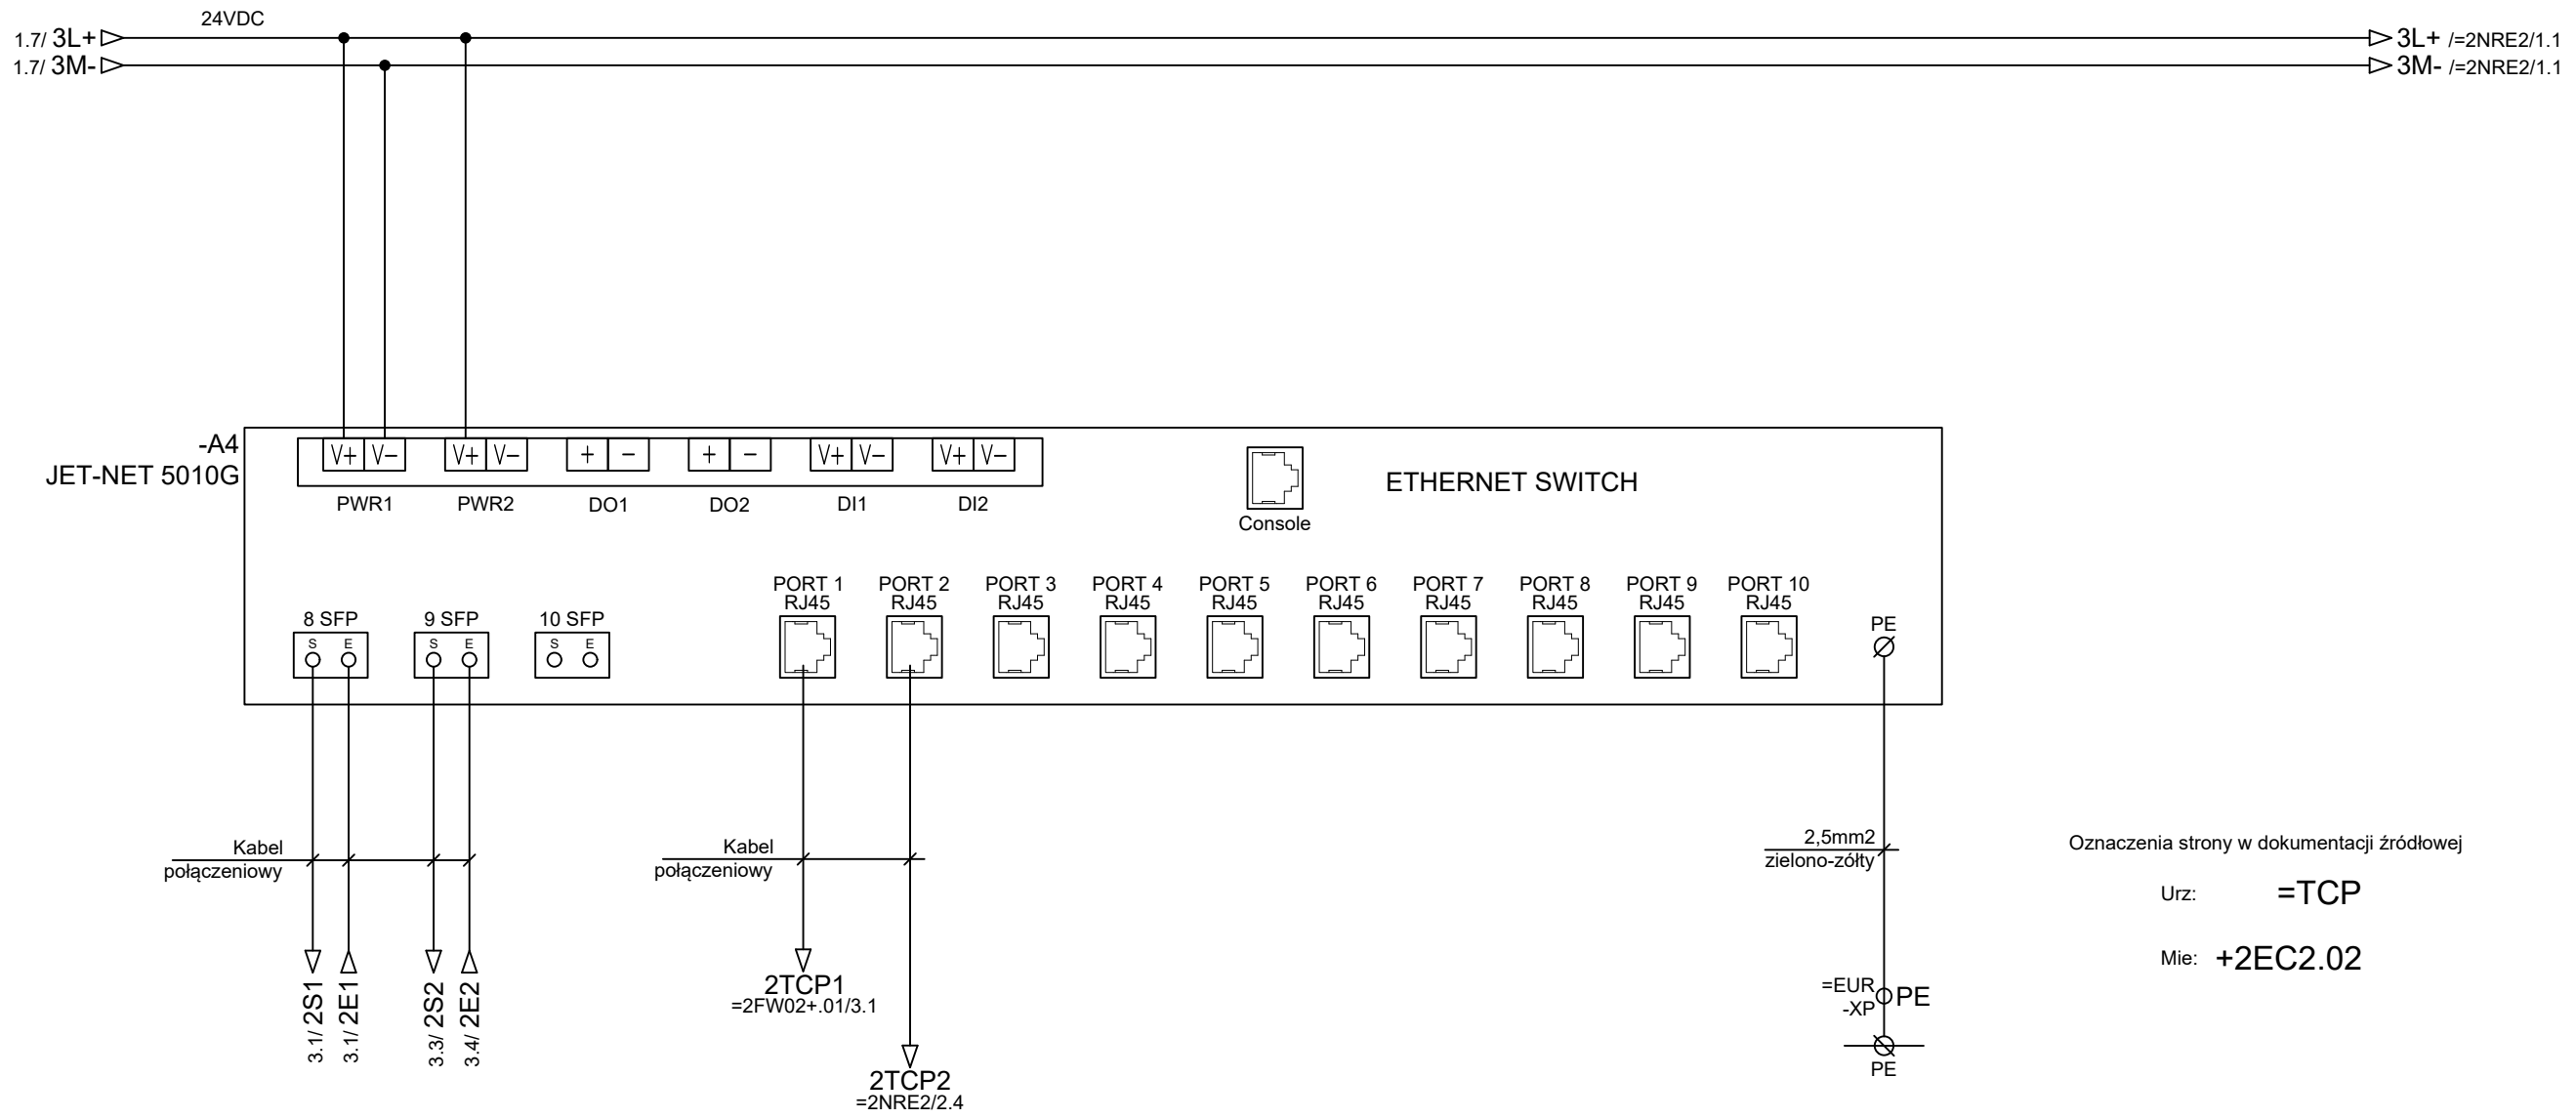 24VDC
1.7/ 3L+
3L+ /=2NRE2/1.1
1.7/ 3M-
3M- /=2NRE2/1.1
-A4
JET-NET 5010G
V+ V− V+ V− + − + − V+ V− V+ V−
PWR1 PWR2 DO1 DO2 DI1 DI2
Console
ETHERNET SWITCH
PORT 1 PORT 2 PORT 3 PORT 4 PORT 5 PORT 6 PORT 7 PORT 8 PORT 9 PORT 10
RJ45 RJ45 RJ45 RJ45 RJ45 RJ45 RJ45 RJ45 RJ45 RJ45
8 SFP 9 SFP 10 SFP
S E S E S E
PE
Kabel
połączeniowy
Kabel
połączeniowy
2,5mm2
zielono-zółty
Oznaczenia strony w dokumentacji źródłowej
Urz: =TCP
Mie: +2EC2.02
3.1/ 2S1
3.1/ 2E1
3.3/ 2S2
3.4/ 2E2
2TCP1
=2FW02+.01/3.1
2TCP2
=2NRE2/2.4
=EUR
-XP
PE
PE